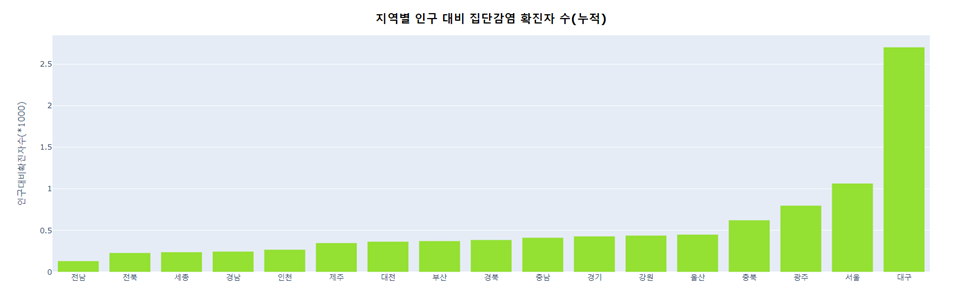 지역별 인구 대비 집단감염 확진자 수(누적)
인구대비확진자수(*1000)
2.5
2
1.5
1
0.5
0
전남 전북 세종 경남 인천 제주 대전 부산 경북 충남 경기 강원 울산 충북 광주 서울 대구